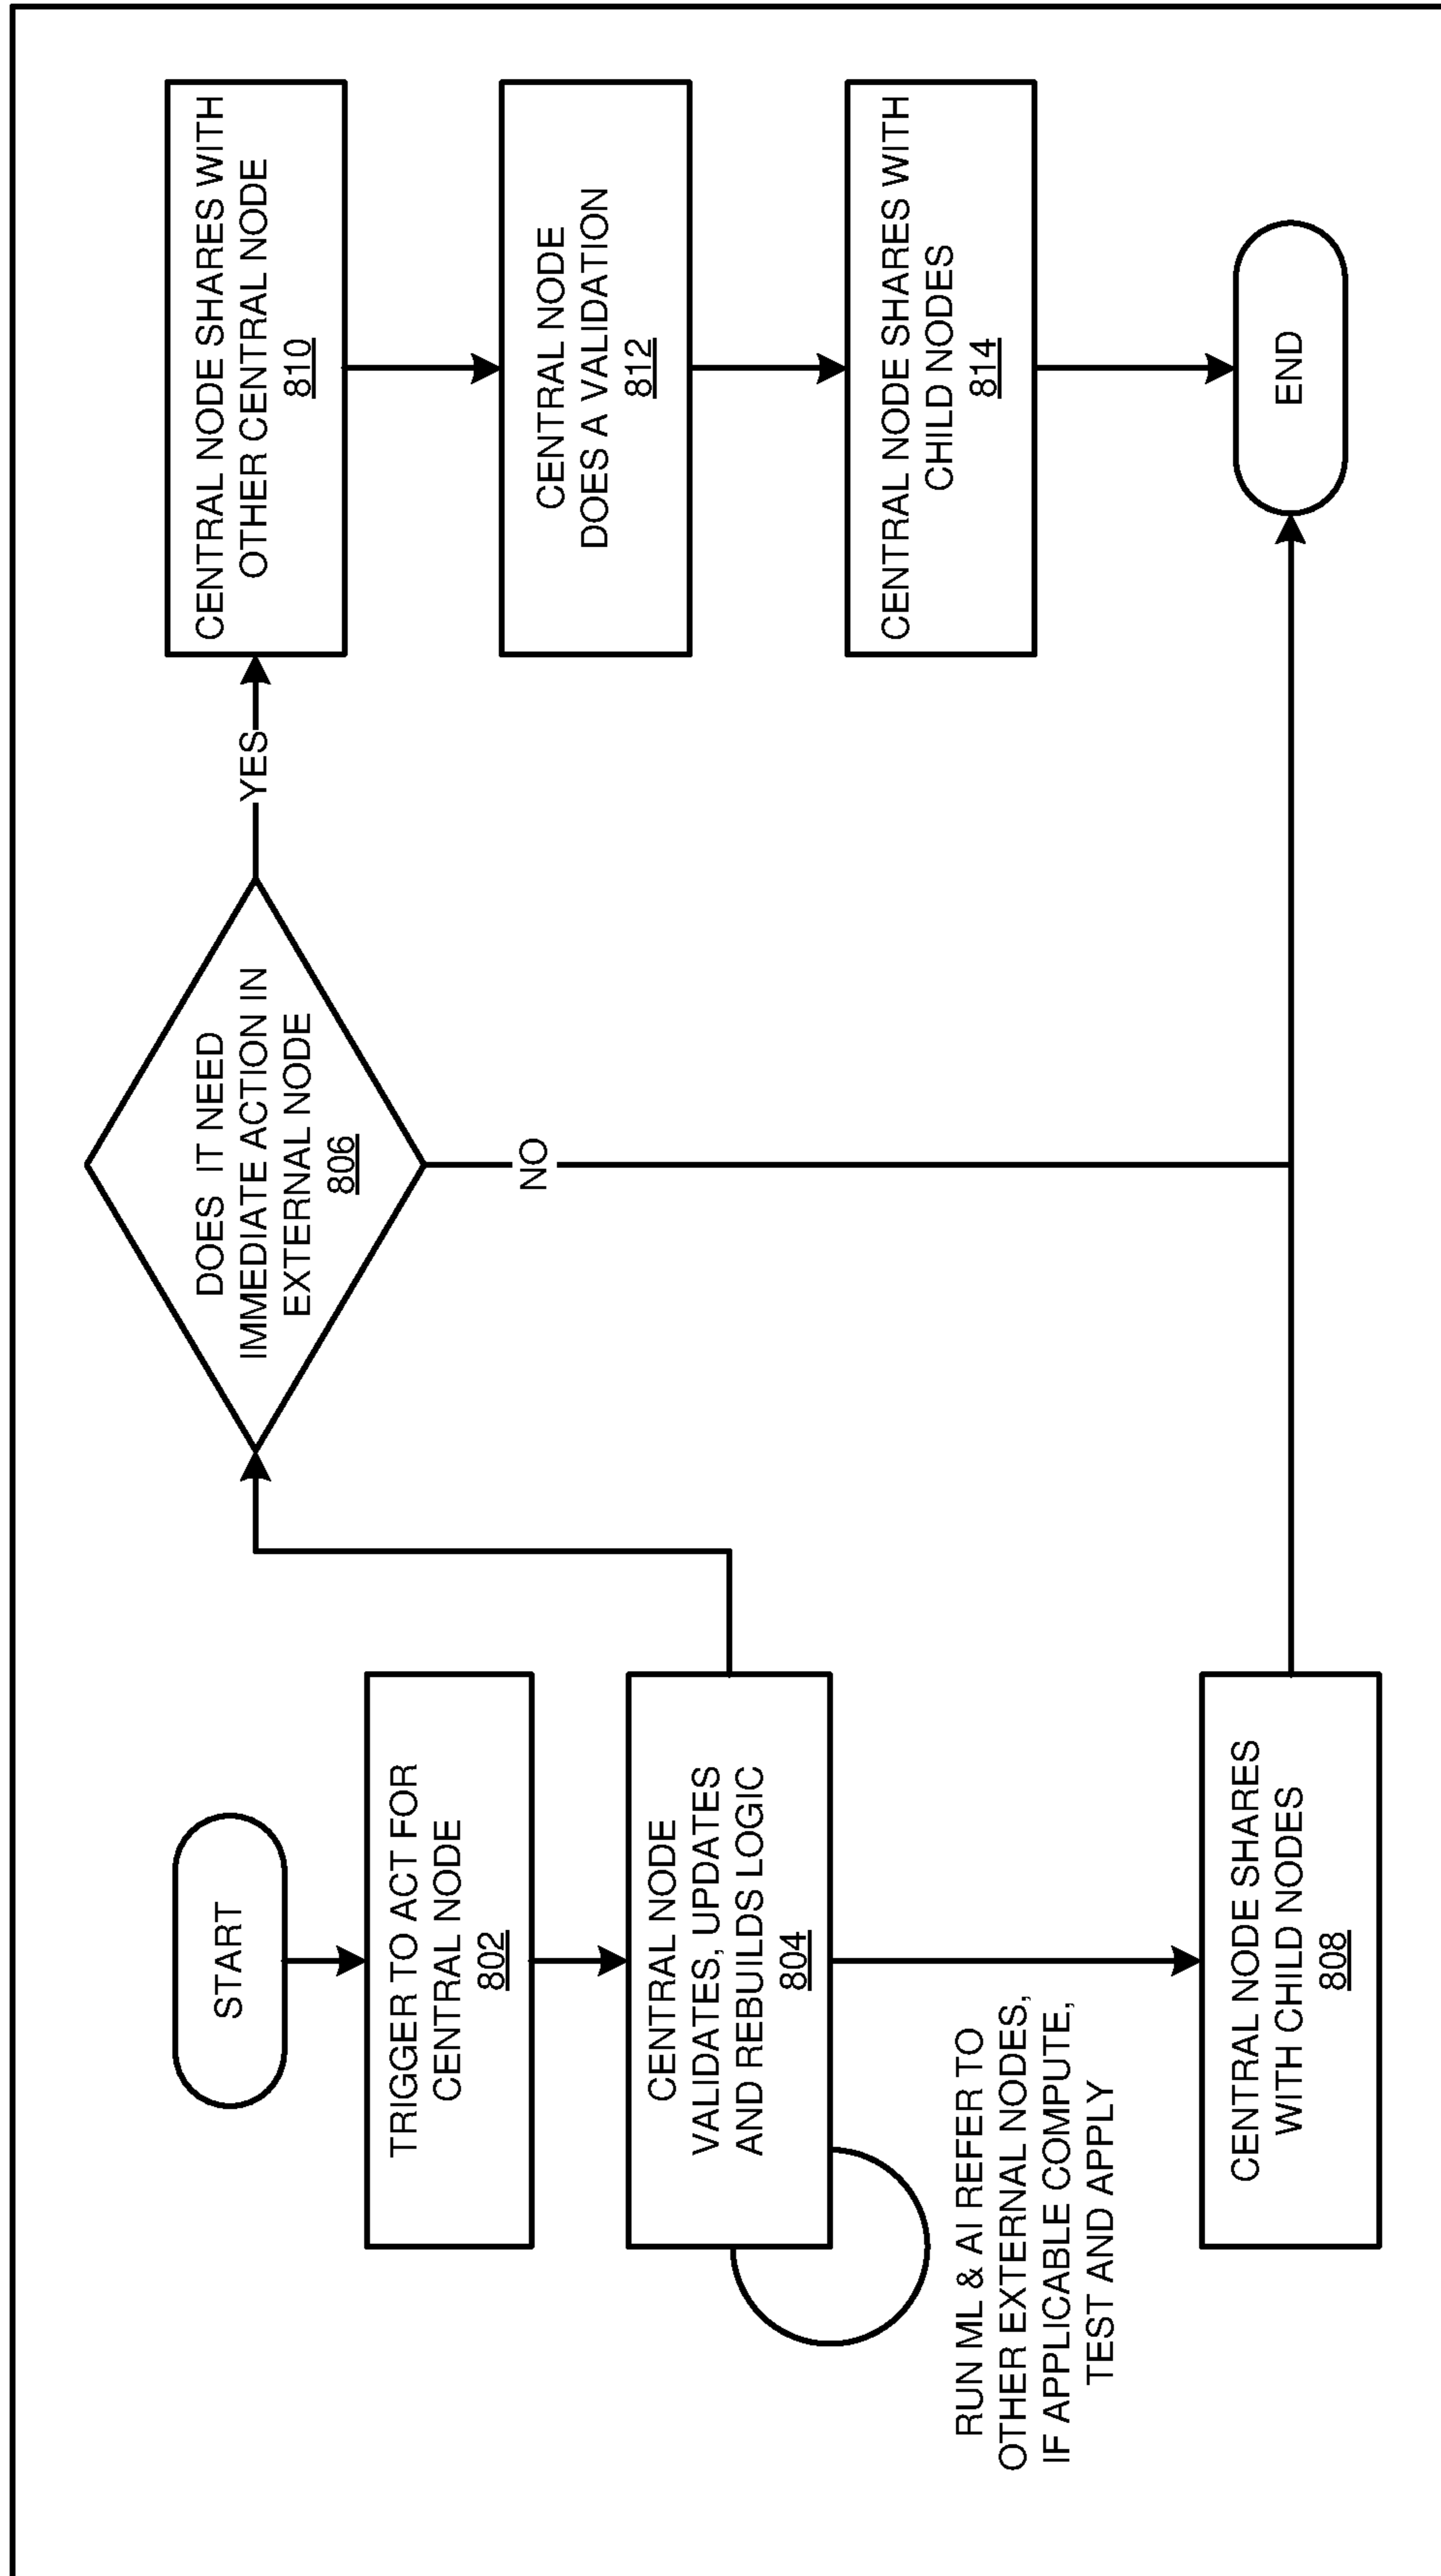 START
TRIGGER TO ACT FOR
CENTRAL NODE
802
CENTRAL NODE
VALIDATES, UPDATES
AND REBUILDS LOGIC
804
RUN ML & AI REFER TO
OTHER EXTERNAL NODES,
IF APPLICABLE COMPUTE,
TEST AND APPLY
CENTRAL NODE SHARES
WITH CHILD NODES
808
DOES IT NEED
IMMEDIATE ACTION IN
EXTERNAL NODE
806
NO
YES
CENTRAL NODE SHARES WITH
OTHER CENTRAL NODE
810
CENTRAL NODE
DOES A VALIDATION
812
CENTRAL NODE SHARES WITH
CHILD NODES
814
END